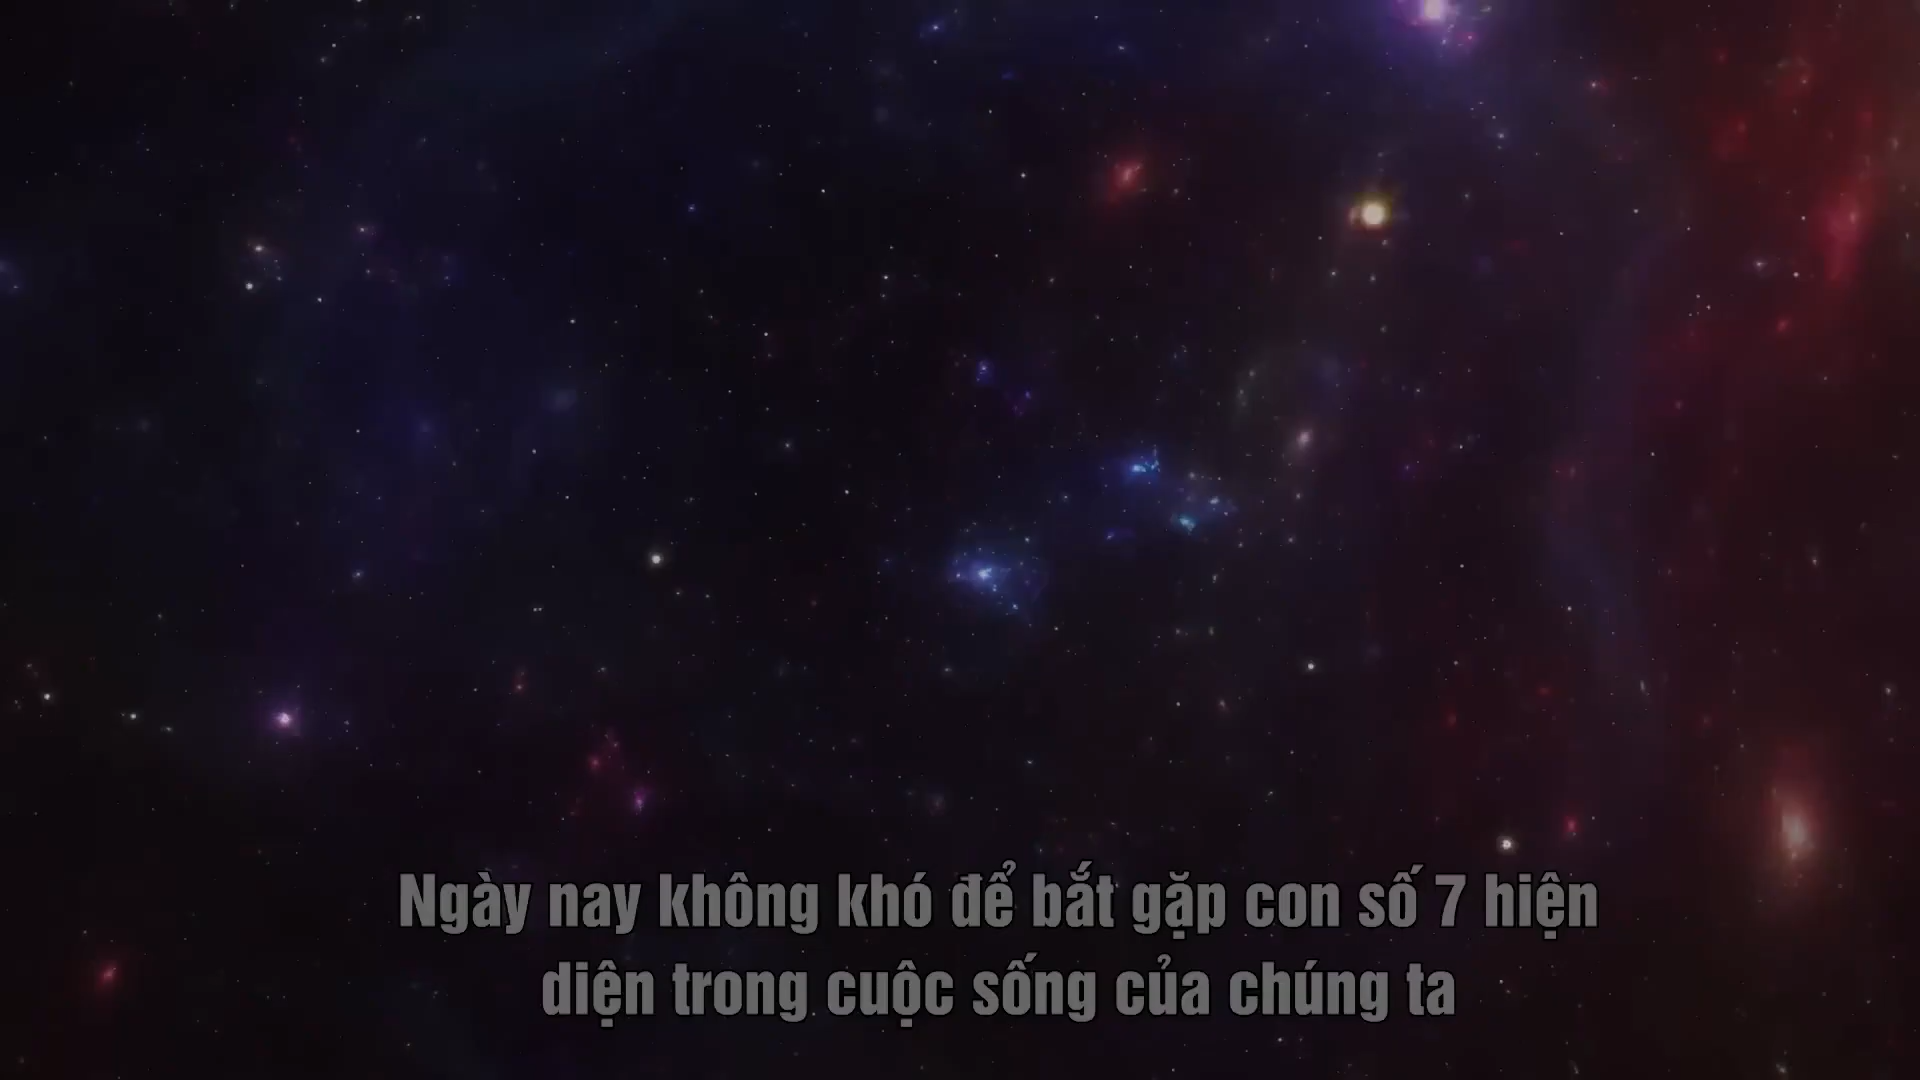 Ngày nay không khó để bắt gặp con số 7 hiện
diện trong cuộc sống của chúng ta